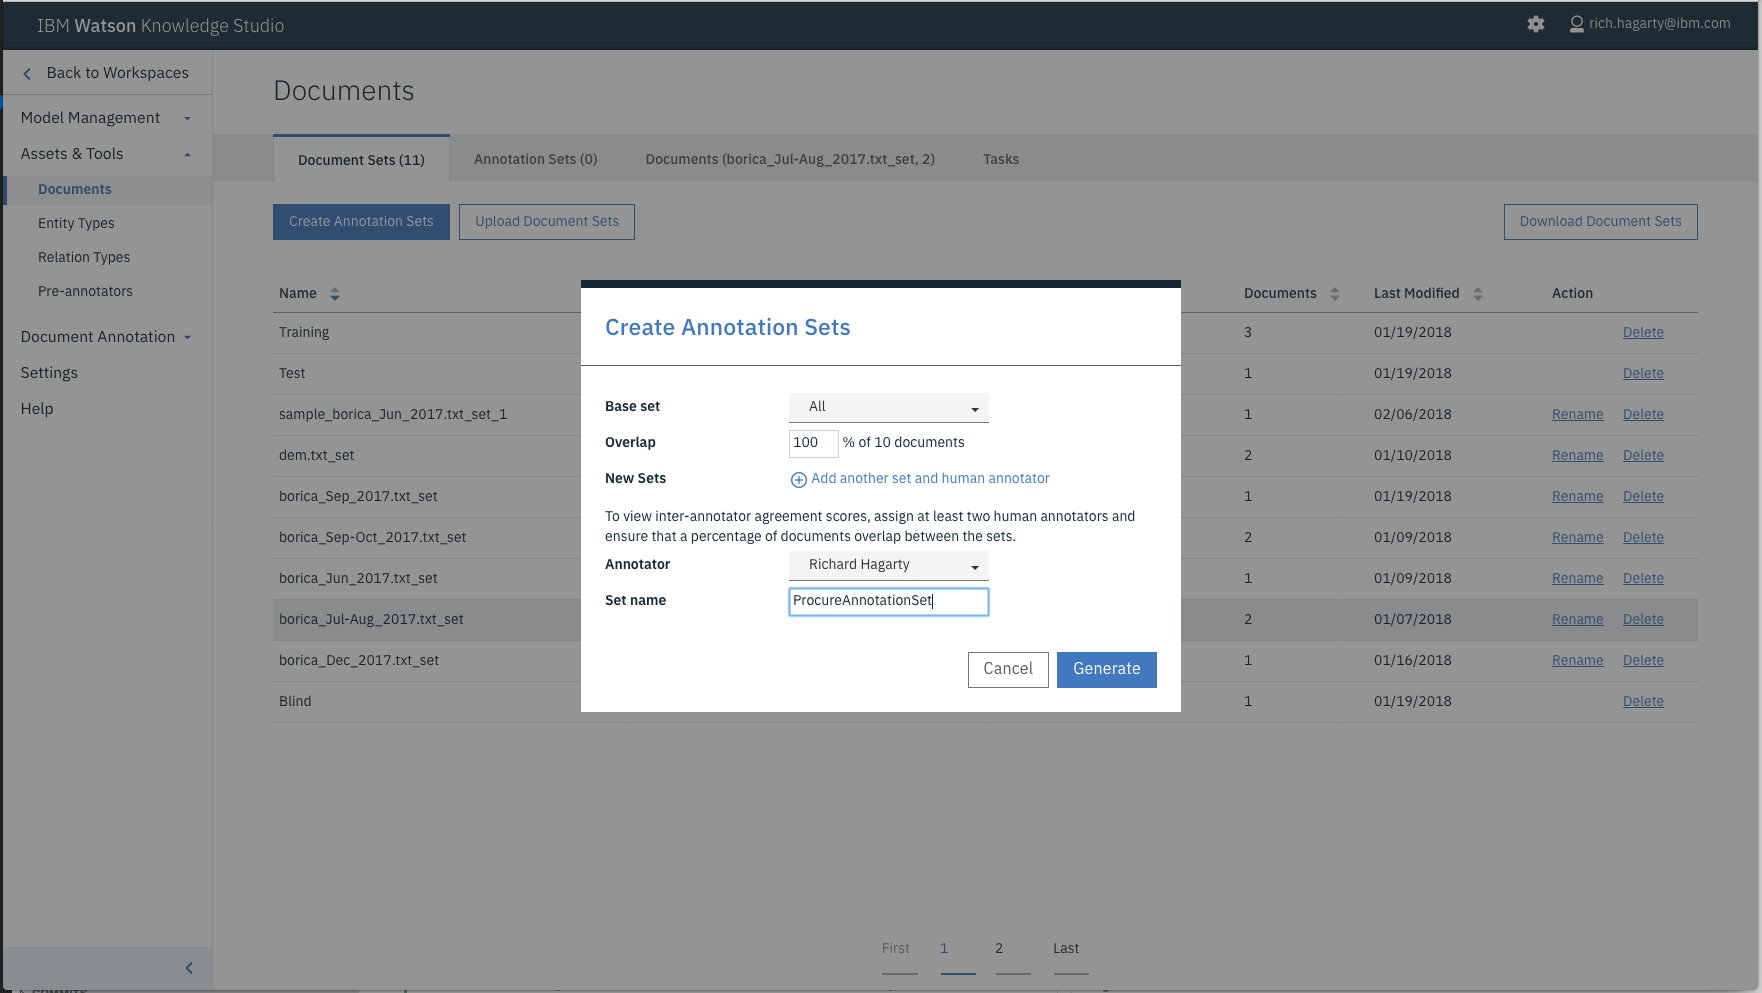 IBM Watson Knowledge Studio
rich.hagarty@ibm.com
Back to Workspaces
Model Management
Assets & Tools
Documents
Entity Types
Relation Types
Pre-annotators
Document Annotation
Settings
Help
Documents
Document Sets (11) Annotation Sets (0) Documents (borica_Jul-Aug_2017.txt_set, 2) Tasks
Create Annotation Sets Upload Document Sets Download Document Sets
Name Documents Last Modified Action
Training 3 01/19/2018 Delete
Test 1 01/19/2018 Delete
sample_borica_Jun_2017.txt_set_1 1 02/06/2018 Rename Delete
dem.txt_set 2 01/10/2018 Rename Delete
borica_Sep_2017.txt_set 1 01/19/2018 Rename Delete
borica_Sep-Oct_2017.txt_set 2 01/09/2018 Rename Delete
borica_Jun_2017.txt_set 1 01/09/2018 Rename Delete
borica_Jul-Aug_2017.txt_set 2 01/07/2018 Rename Delete
borica_Dec_2017.txt_set 1 01/16/2018 Rename Delete
Blind 1 01/19/2018 Delete
Create Annotation Sets
Base set All
Overlap 100 % of 10 documents
New Sets Add another set and human annotator
To view inter-annotator agreement scores, assign at least two human annotators and
ensure that a percentage of documents overlap between the sets.
Annotator Richard Hagarty
Set name ProcureAnnotationSet
Cancel Generate
First 1 2 Last